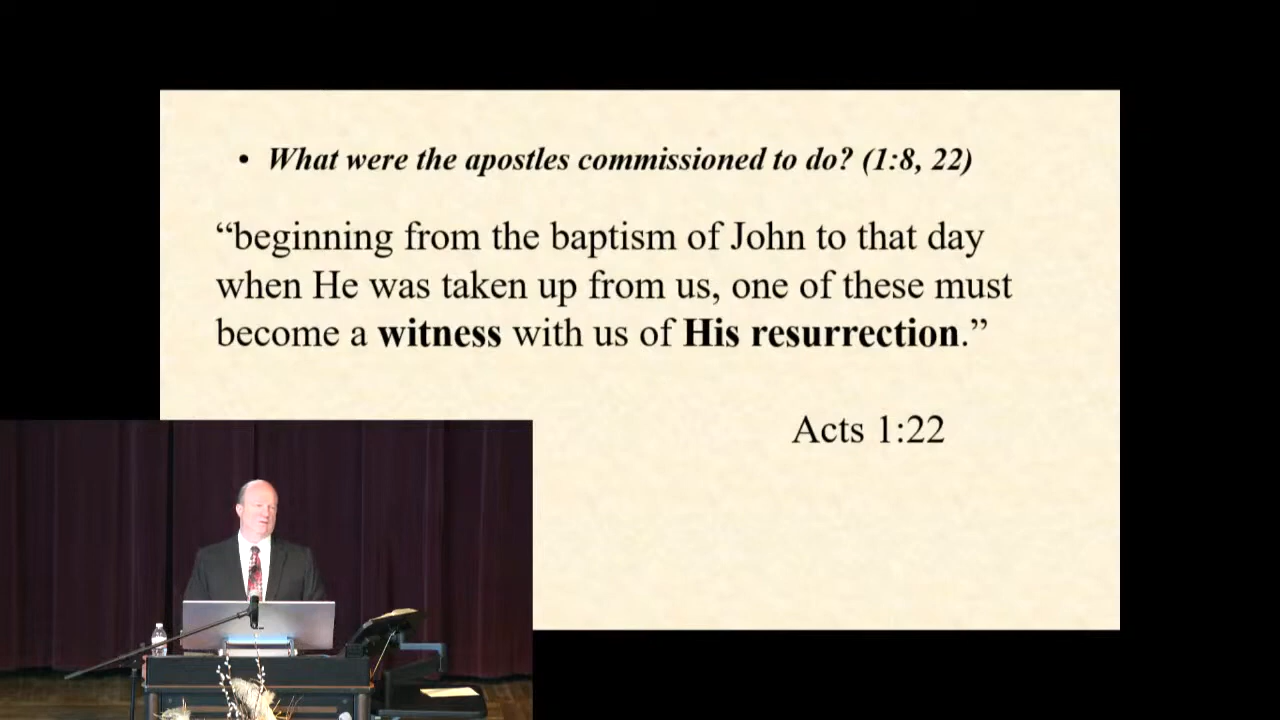 • What were the apostles commissioned to do? (1:8, 22)
“beginning from the baptism of John to that day
when He was taken up from us, one of these must
become a witness with us of His resurrection.”
Acts 1:22